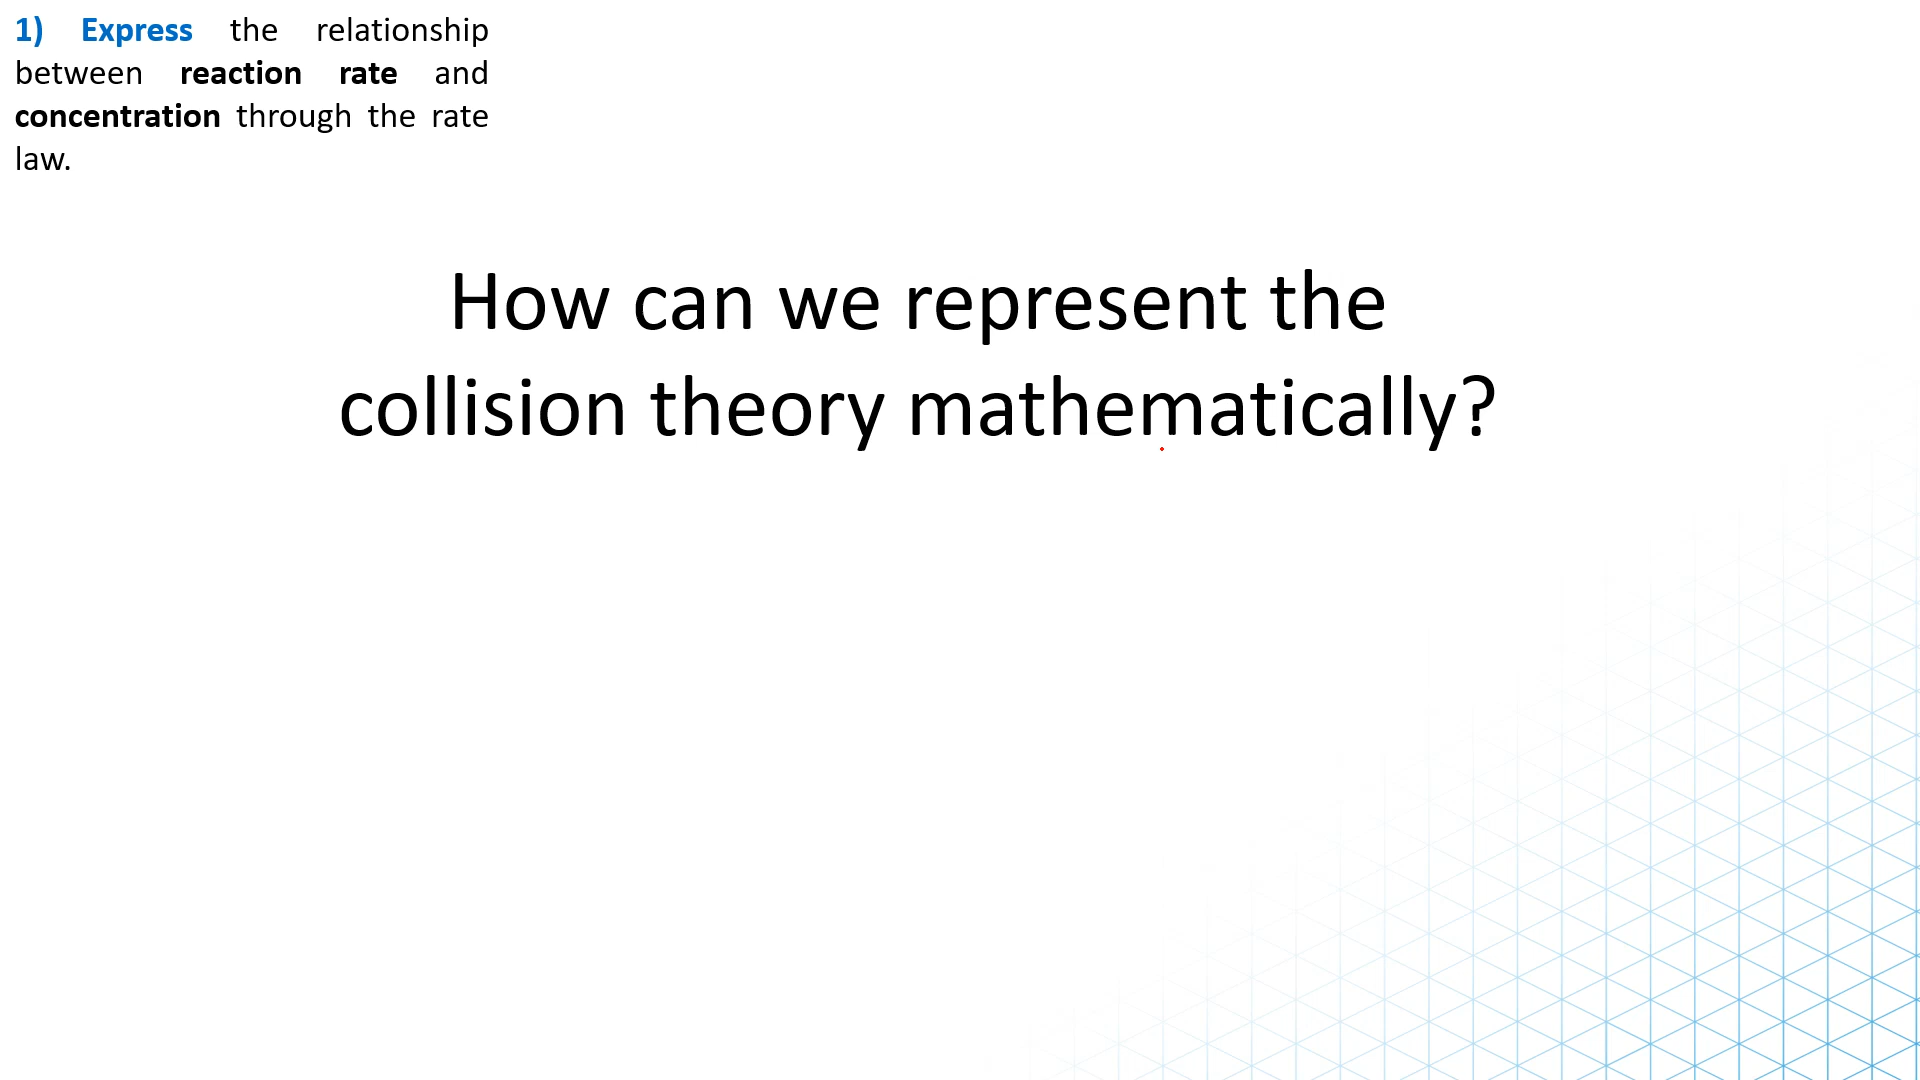 1) Express the relationship
between reaction rate and
concentration through the rate
law.
How can we represent the
collision theory mathematically?